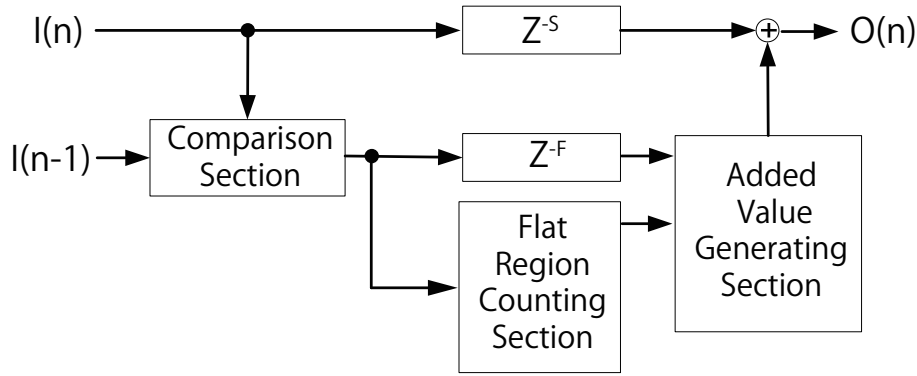 I(n)
Z-S
+
O(n)
I(n-1)
Comparison
Section
Z-F
Flat
Region
Counting
Section
Added
Value
Generating
Section